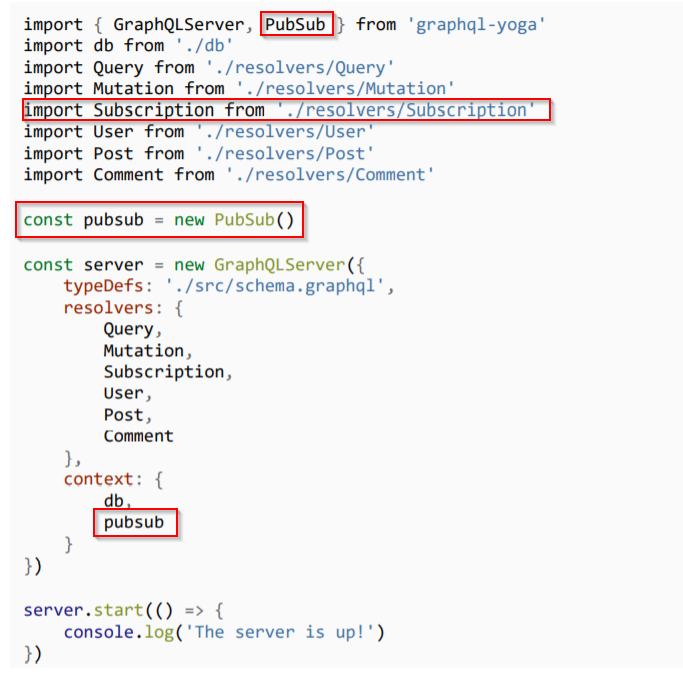 import { GraphQLServer, PubSub } from 'graphql-yoga'
import db from './db'
import Query from './resolvers/Query'
import Mutation from './resolvers/Mutation'
import Subscription from './resolvers/Subscription'
import User from './resolvers/User'
import Post from './resolvers/Post'
import Comment from './resolvers/Comment'

const pubsub = new PubSub()

const server = new GraphQLServer({
    typeDefs: './src/schema.graphql',
    resolvers: {
        Query,
        Mutation,
        Subscription,
        User,
        Post,
        Comment
    },
    context: {
        db,
        pubsub
    }
})

server.start(() => {
    console.log('The server is up!')
})